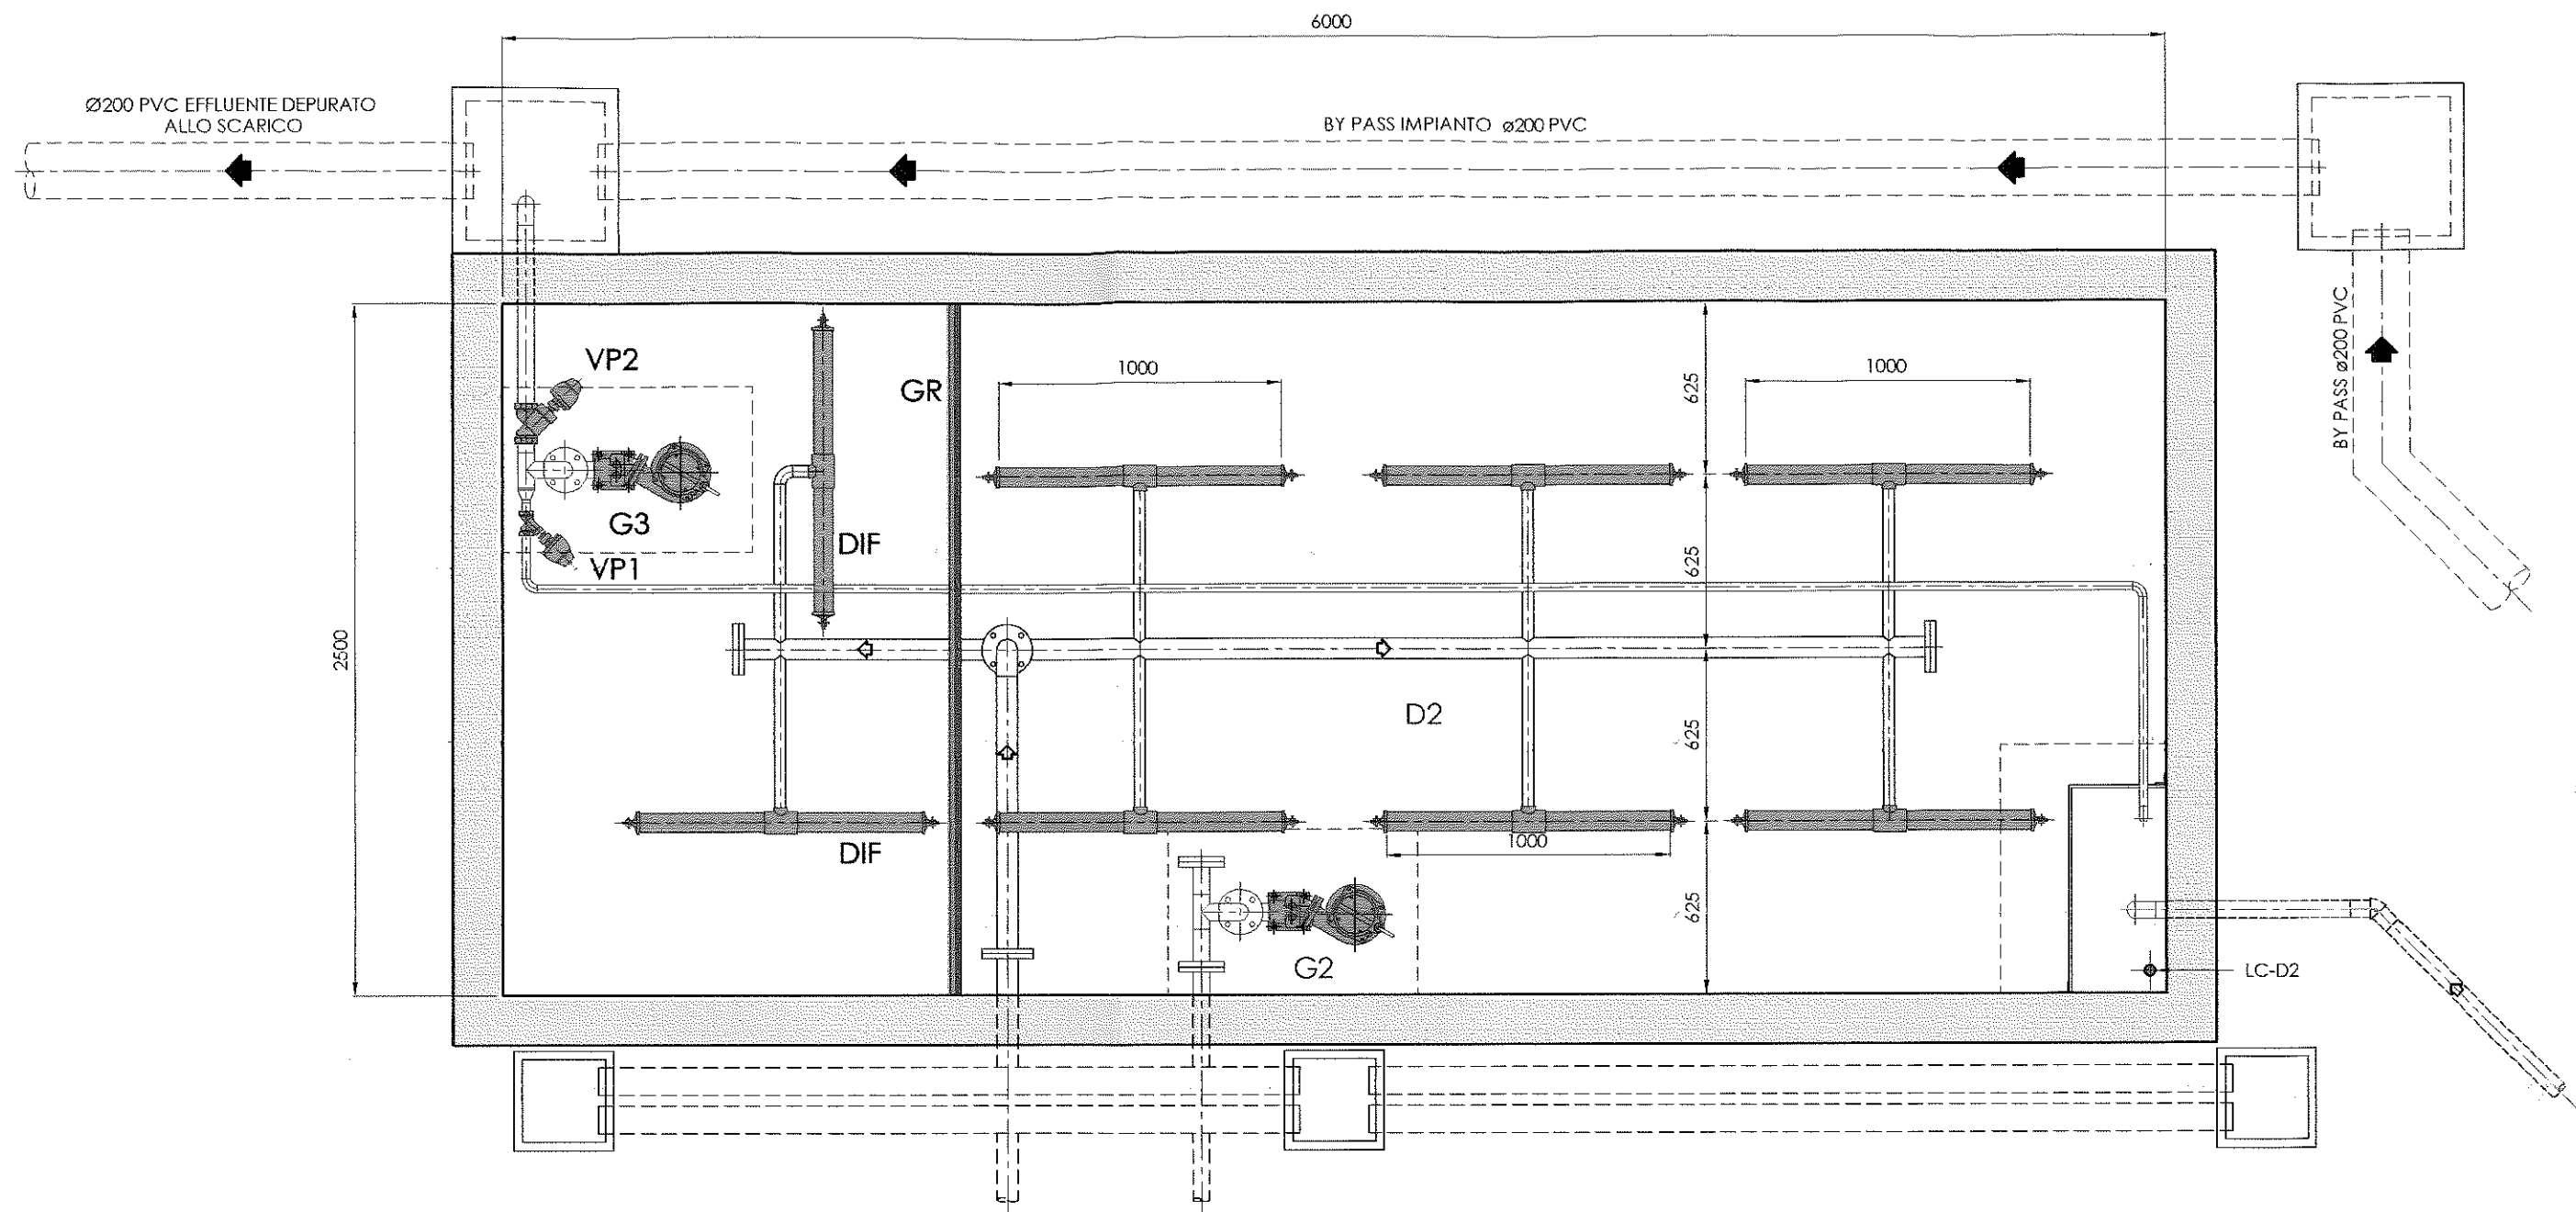 6000
Ø200 PVC EFFLUENTE DEPURATO
ALLO SCARICO
BY PASS IMPIANTO ø200 PVC
BY PASS ø200 PVC
VP2
GR
1000
1000
625
G3
DIF
VP1
625
2500
D2
625
DIF
1000
625
G2
LC-D2